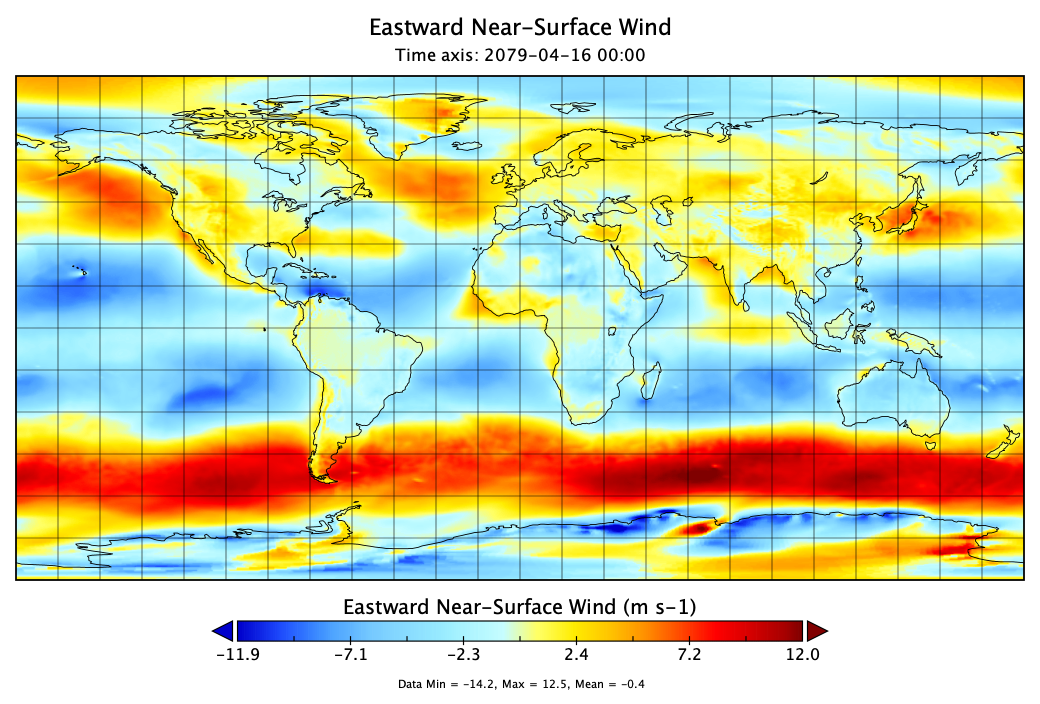 Eastward Near−Surface Wind
Time axis: 2079-04-16 00:00
Eastward Near−Surface Wind (m s-1)
−11.9 −7.1 −2.3 2.4 7.2 12.0
Data Min = −14.2, Max = 12.5, Mean = −0.4